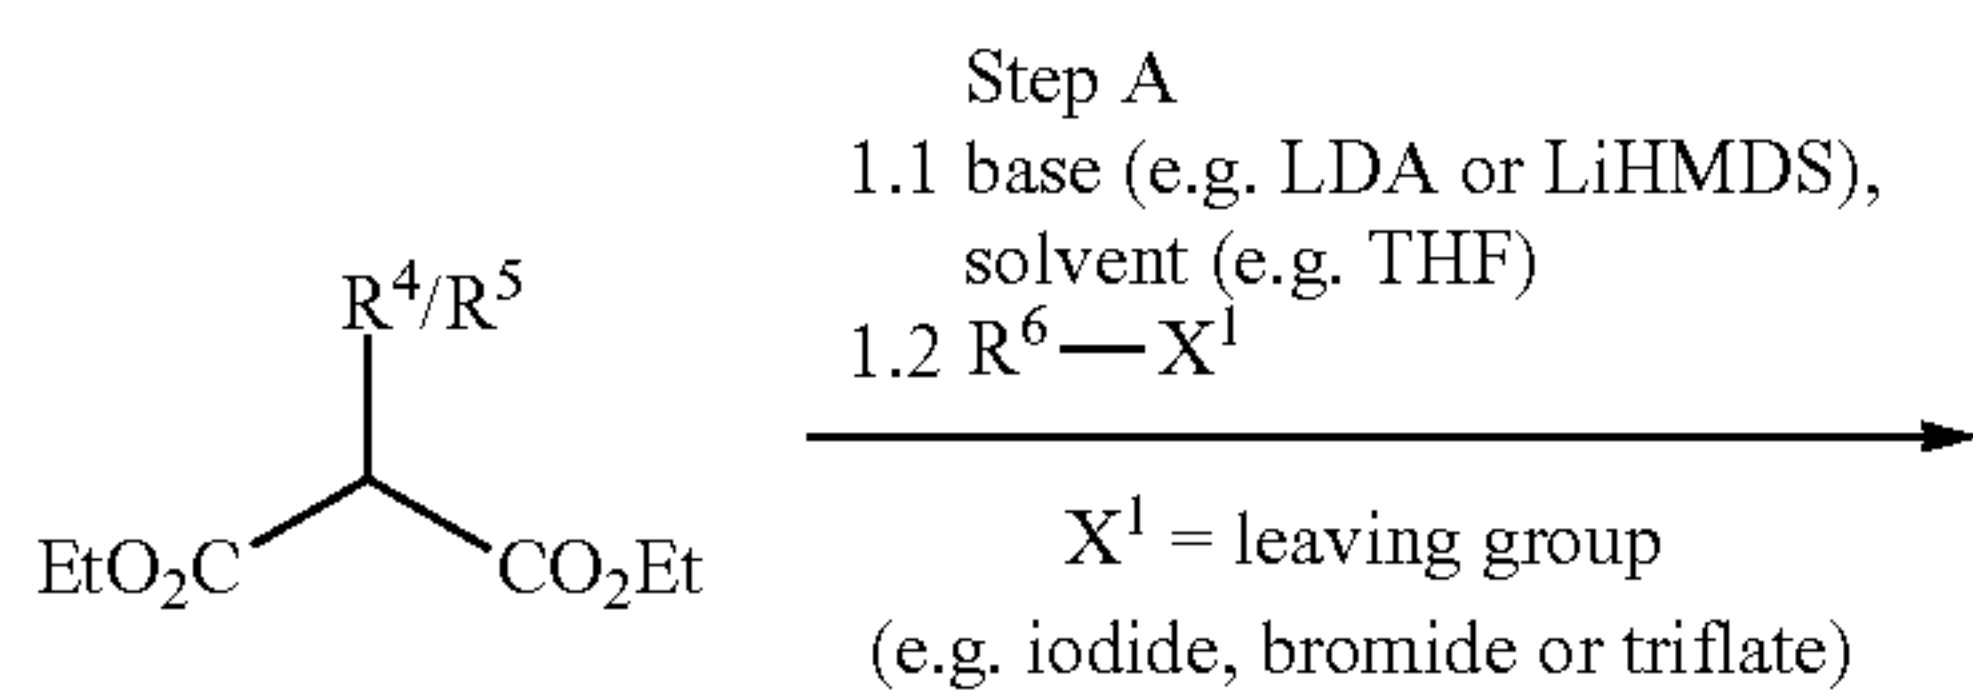 Step A
1.1 base (e.g. LDA or LiHMDS),
solvent (e.g. THF)
1.2 R⁶—X¹
R⁴/R⁵
EtO₂C
CO₂Et
X¹ = leaving group
(e.g. iodide, bromide or triflate)